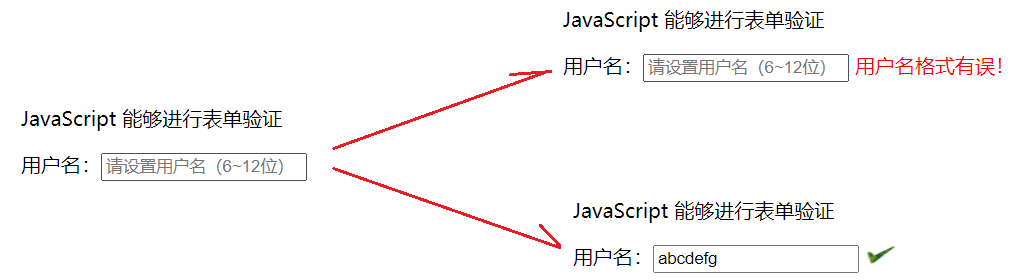 JavaScript 能够进行表单验证
用户名：请设置用户名（6~12位）
JavaScript 能够进行表单验证
用户名：请设置用户名（6~12位） 用户名格式有误！
JavaScript 能够进行表单验证
用户名：abcdefg